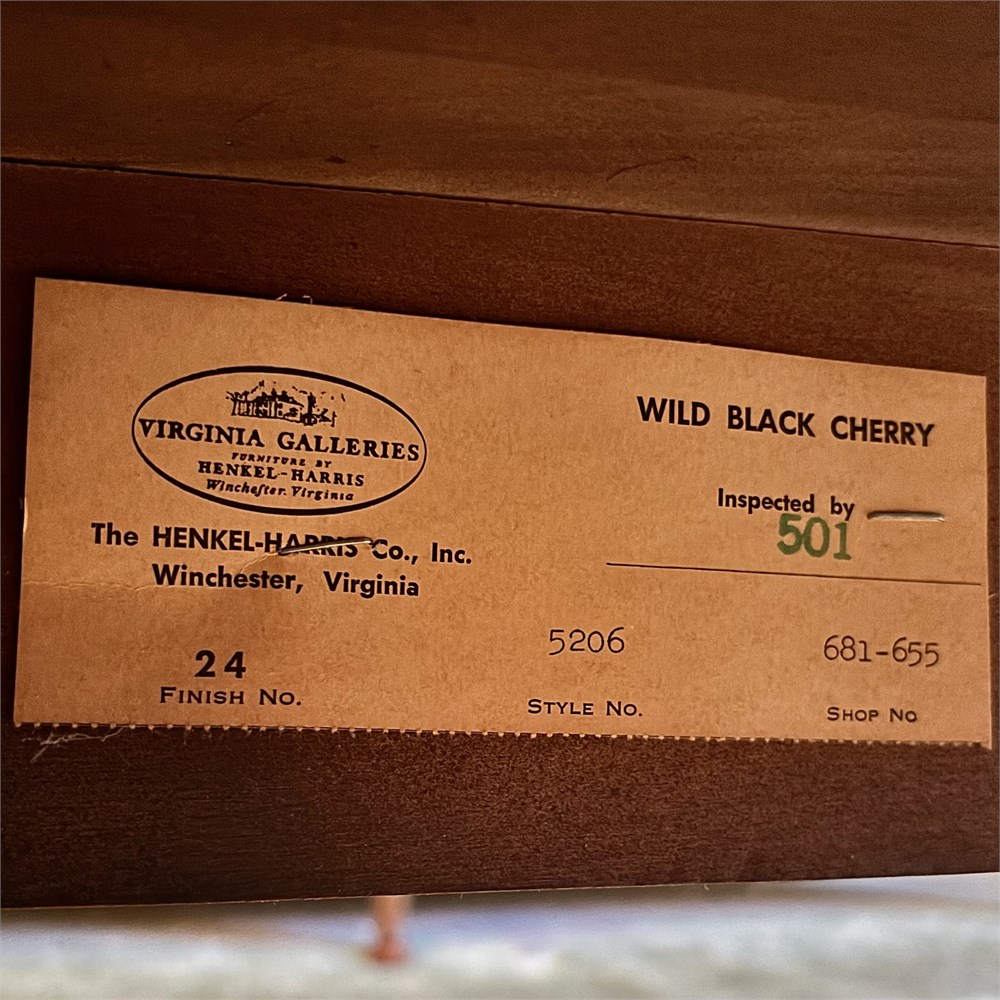 VIRGINIA GALLERIES
FURNITURE BY
HENKEL-HARRIS
Winchester, Virginia
The HENKEL-HARRIS Co., Inc.
Winchester, Virginia
WILD BLACK CHERRY
Inspected by
501
24
FINISH NO.
5206
STYLE NO.
681-655
SHOP NO